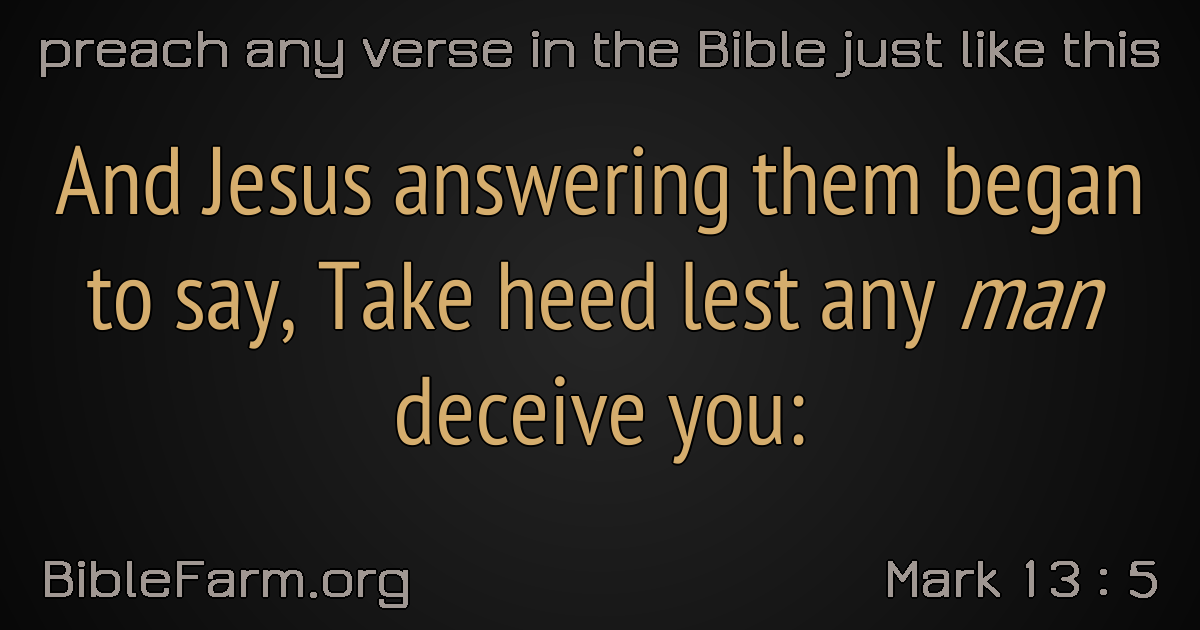 preach any verse in the Bible just like this
And Jesus answering them began
to say, Take heed lest any man
deceive you:
BibleFarm.org
Mark 13 : 5